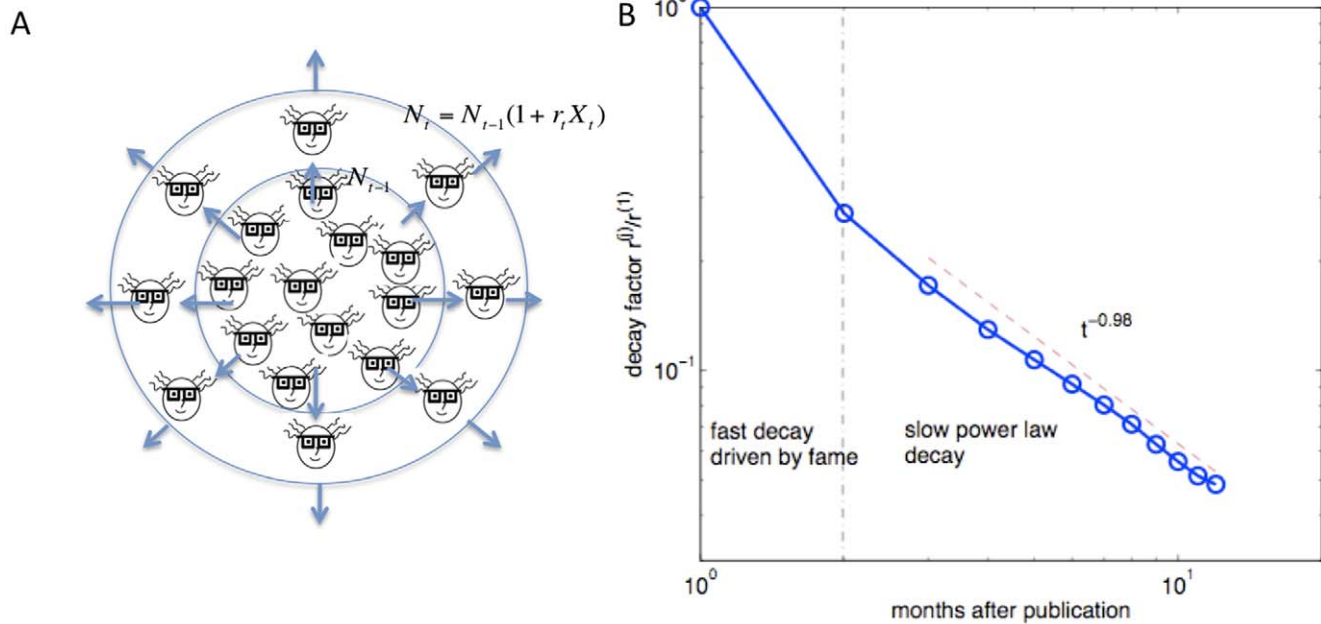 A
N_t = N_{t-1}(1 + r_t X_t)
N_{t-1}
B
10^0
10^{-1}
decay factor r^{(j)}/r^{(1)}
t^{-0.98}
fast decay
driven by fame
slow power law
decay
10^0
10^1
months after publication